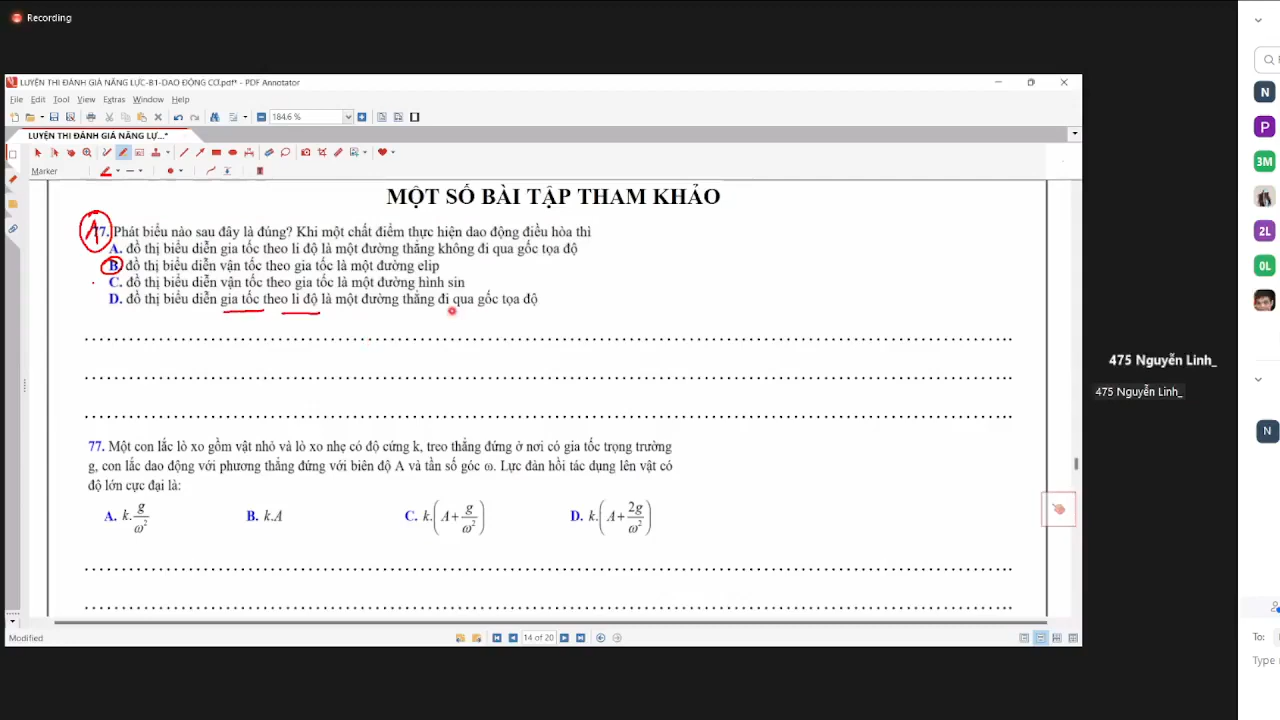 Recording
LUYỆN THI ĐÁNH GIÁ NĂNG LỰC-B1-DAO ĐỘNG CƠ.pdf* - PDF Annotator
File Edit Tool View Extras Window Help
184.6 %
LUYỆN THI ĐÁNH GIÁ NĂNG LỰ...*
Marker
MỘT SỐ BÀI TẬP THAM KHẢO
A
77. Phát biểu nào sau đây là đúng? Khi một chất điểm thực hiện dao động điều hòa thì
A. đồ thị biểu diễn gia tốc theo li độ là một đường thẳng không đi qua gốc tọa độ
B. đồ thị biểu diễn vận tốc theo gia tốc là một đường elip
C. đồ thị biểu diễn vận tốc theo gia tốc là một đường hình sin
D. đồ thị biểu diễn gia tốc theo li độ là một đường thẳng đi qua gốc tọa độ
77. Một con lắc lò xo gồm vật nhỏ và lò xo nhẹ có độ cứng k, treo thẳng đứng ở nơi có gia tốc trọng trường
g, con lắc dao động với phương thẳng đứng với biên độ A và tần số góc ω. Lực đàn hồi tác dụng lên vật có
độ lớn cực đại là:
A. k.g/ω² B. k.A C. k.(A+g/ω²) D. k.(A+2g/ω²)
Modified
14 of 20
N
P
3M
2L
0L
475 Nguyễn Linh_
475 Nguyễn Linh_
N
To:
Type